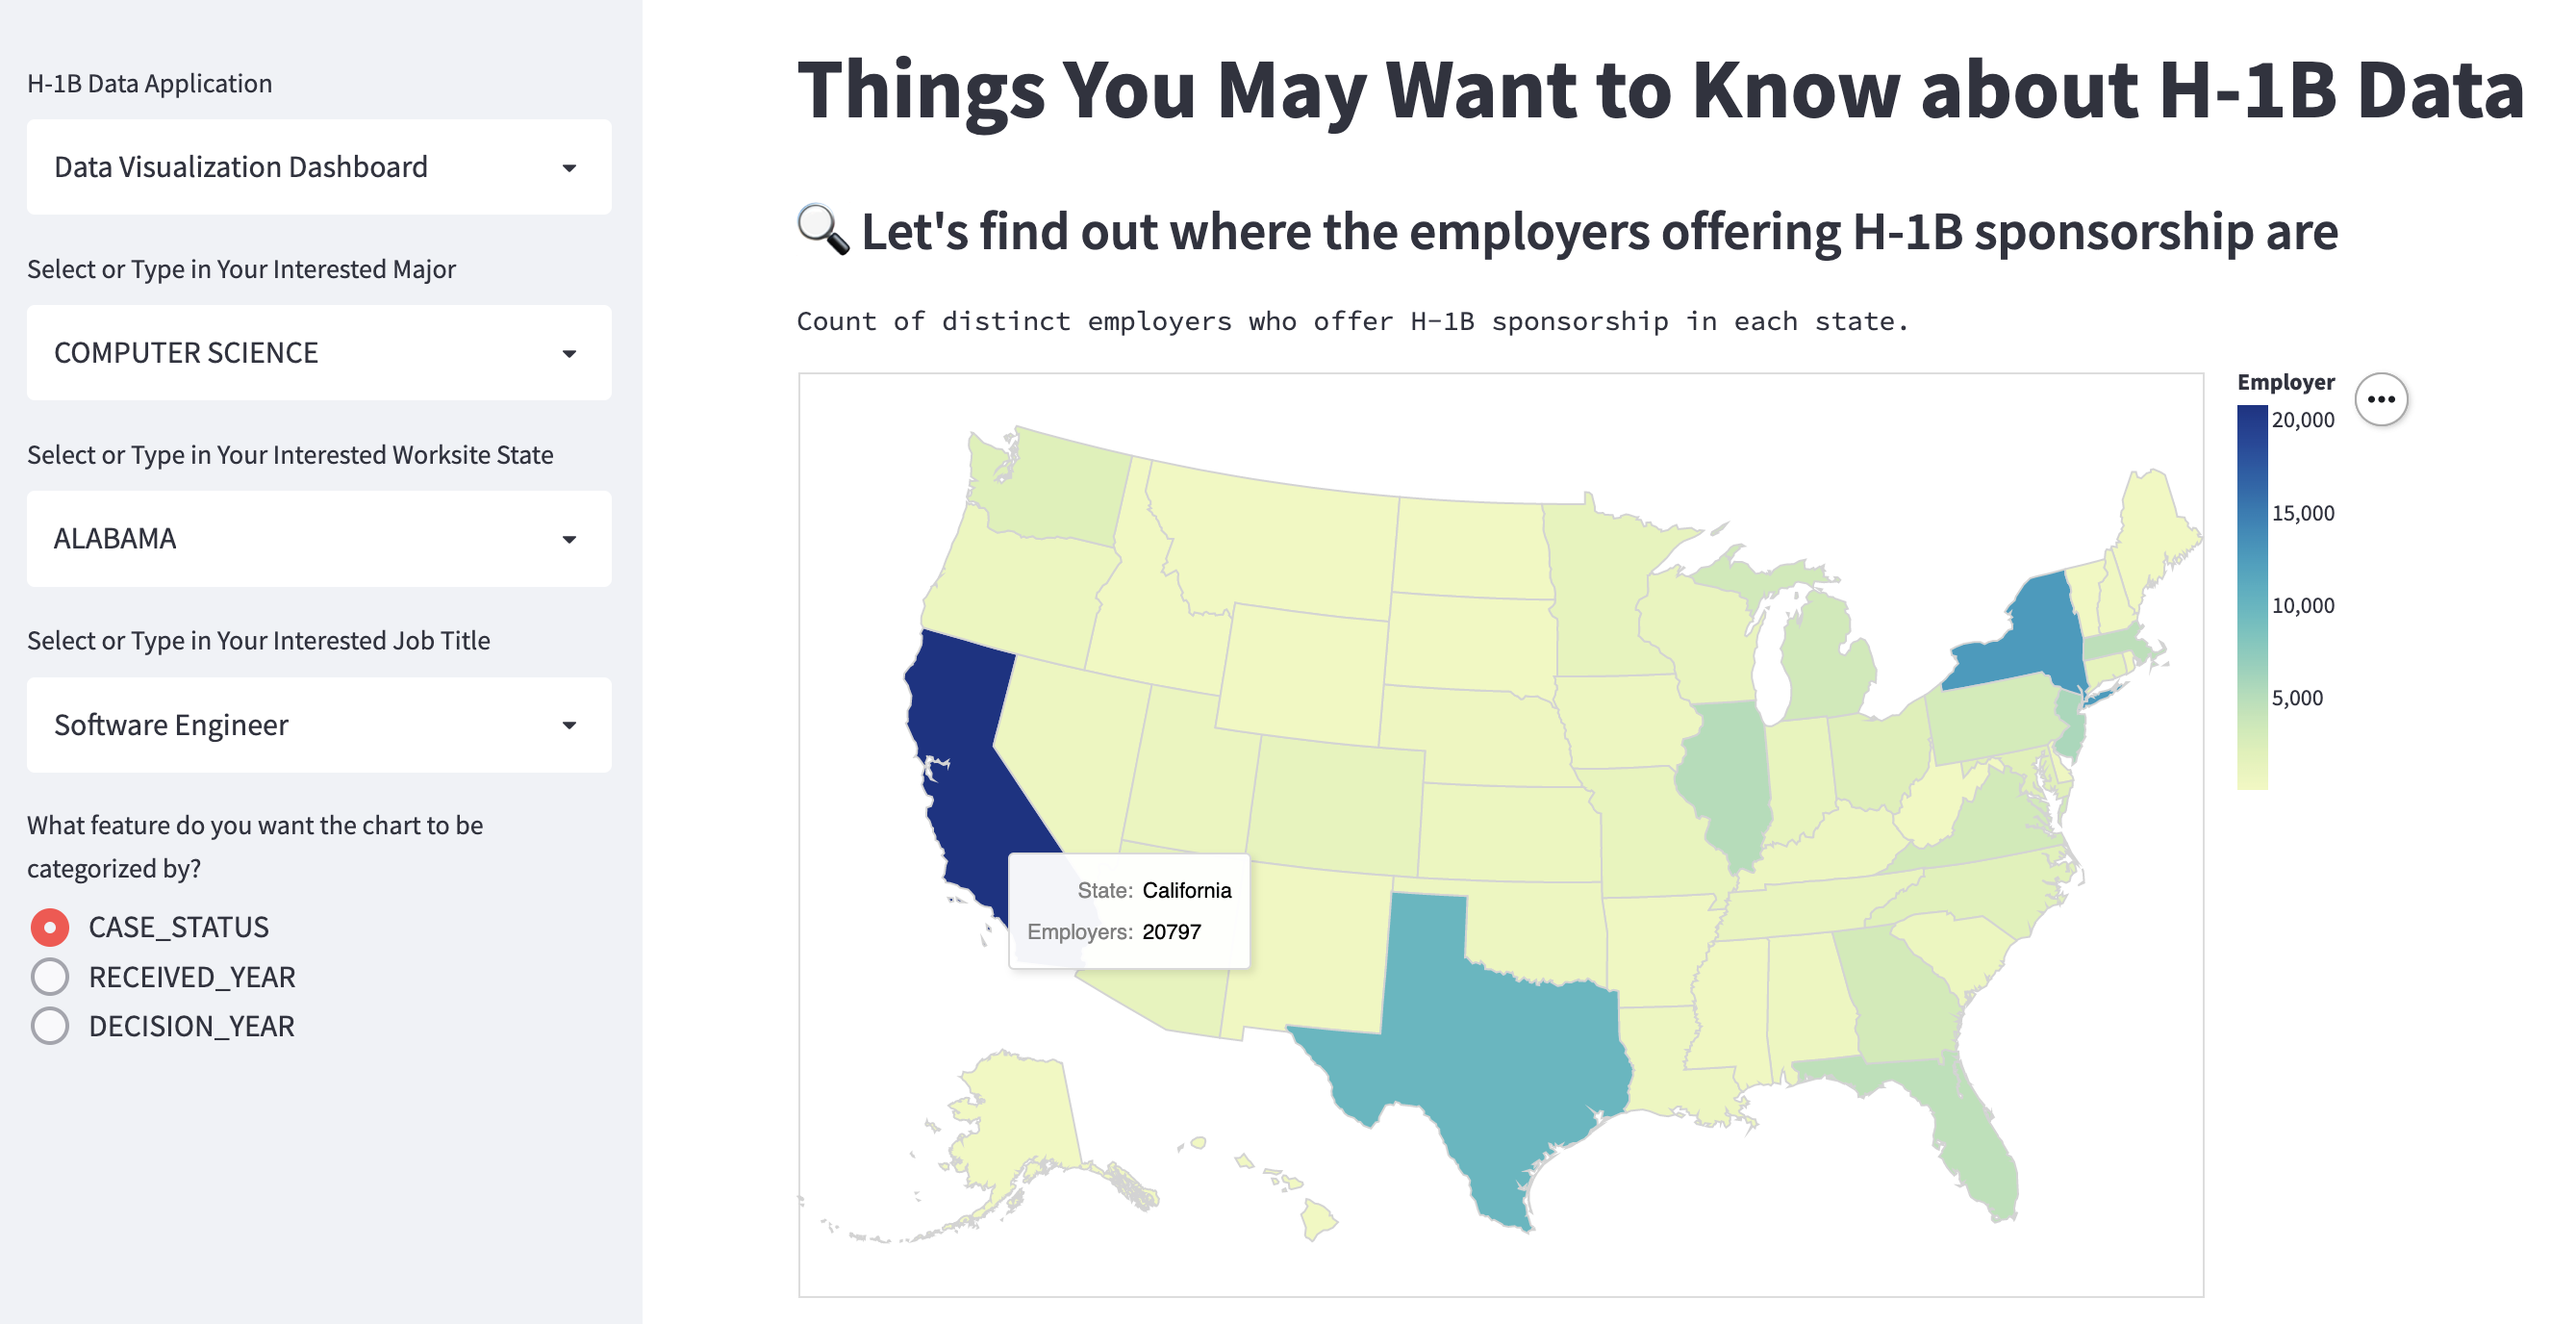 H-1B Data Application
Data Visualization Dashboard
Select or Type in Your Interested Major
COMPUTER SCIENCE
Select or Type in Your Interested Worksite State
ALABAMA
Select or Type in Your Interested Job Title
Software Engineer
What feature do you want the chart to be
categorized by?
CASE_STATUS
RECEIVED_YEAR
DECISION_YEAR
Things You May Want to Know about H-1B Data
Let's find out where the employers offering H-1B sponsorship are
Count of distinct employers who offer H-1B sponsorship in each state.
Employer
20,000
15,000
10,000
5,000
State: California
Employers: 20797